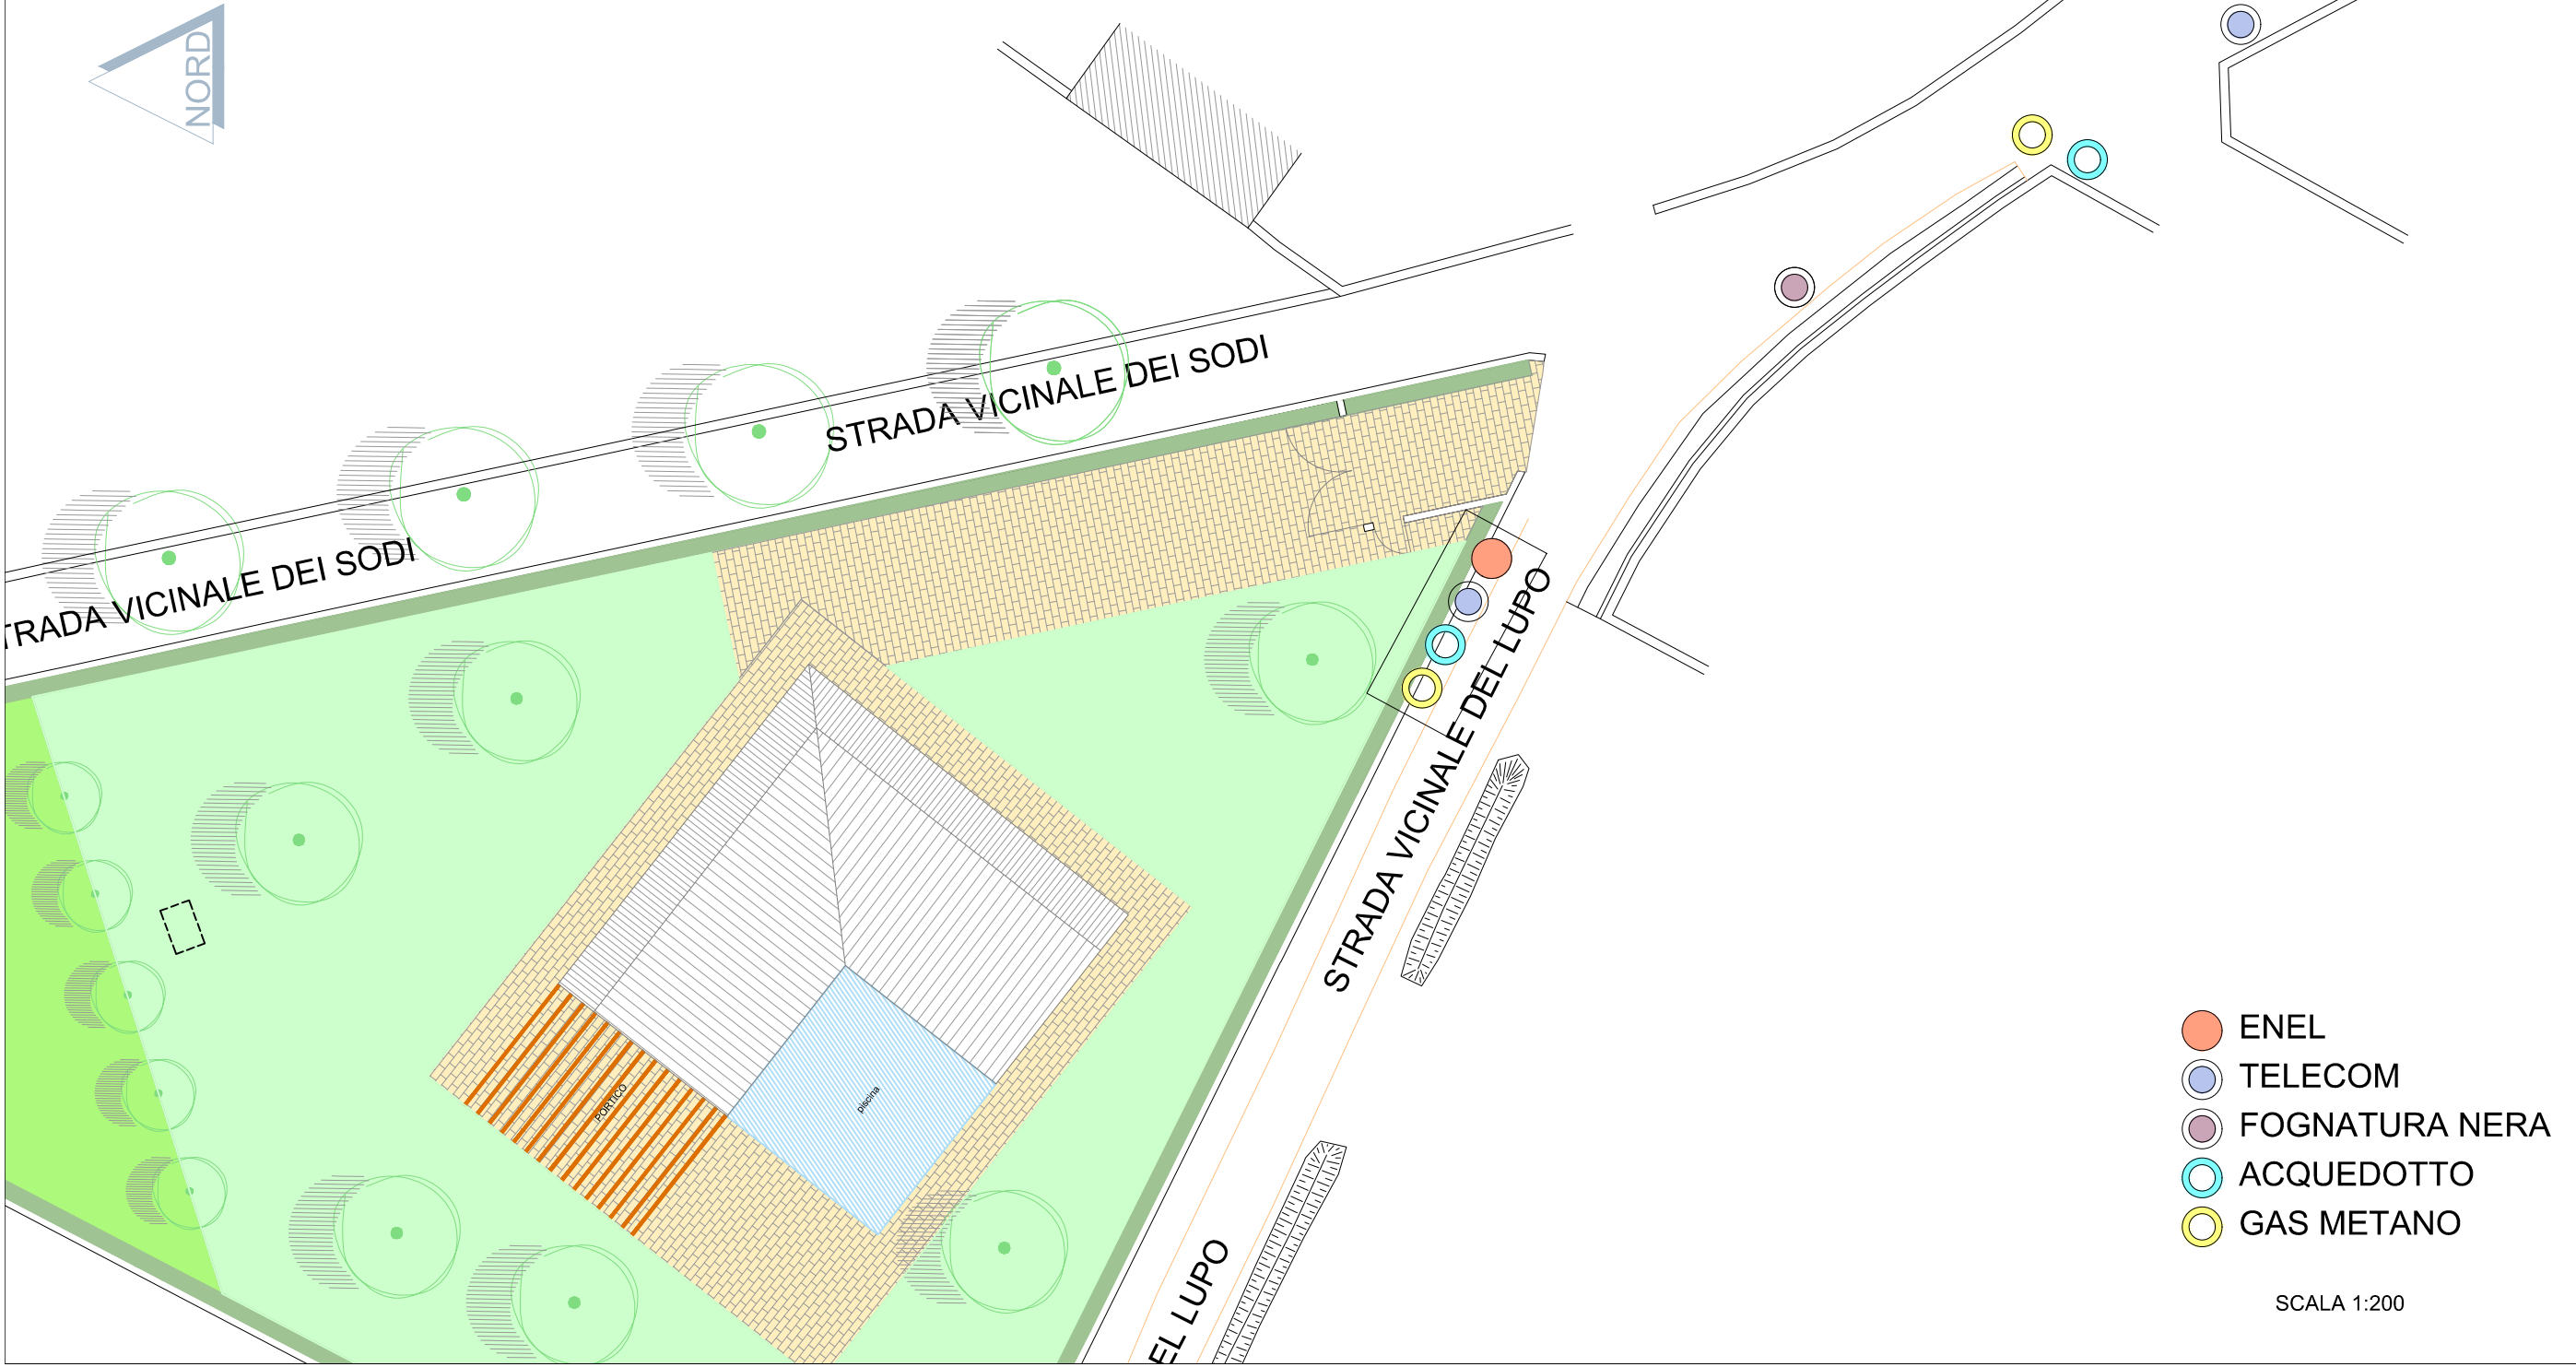 NORD
STRADA VICINALE DEI SODI
TRADA VICINALE DEI SODI
STRADA VICINALE DEL LUPO
PORTICO
piscina
EL LUPO
ENEL
TELECOM
FOGNATURA NERA
ACQUEDOTTO
GAS METANO
SCALA 1:200